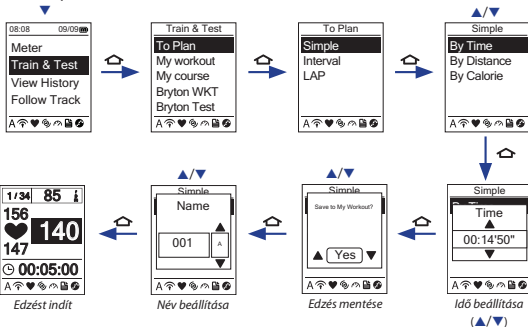 ▲/▼
08:08 09/09
Meter
Train & Test
View History
Follow Track
Train & Test
To Plan
My workout
My course
Bryton WKT
Bryton Test
To Plan
Simple
Interval
LAP
Simple
By Time
By Distance
By Calorie
Simple
Time
00:14'50"
Idő beállítása
(▲/▼)
▲/▼
Simple
Save to My Workout?
Yes
Edzés mentése
▲/▼
Simple
Name
001 A
Név beállítása
1/34 85
156
140
147
00:05:00
Edzést indít